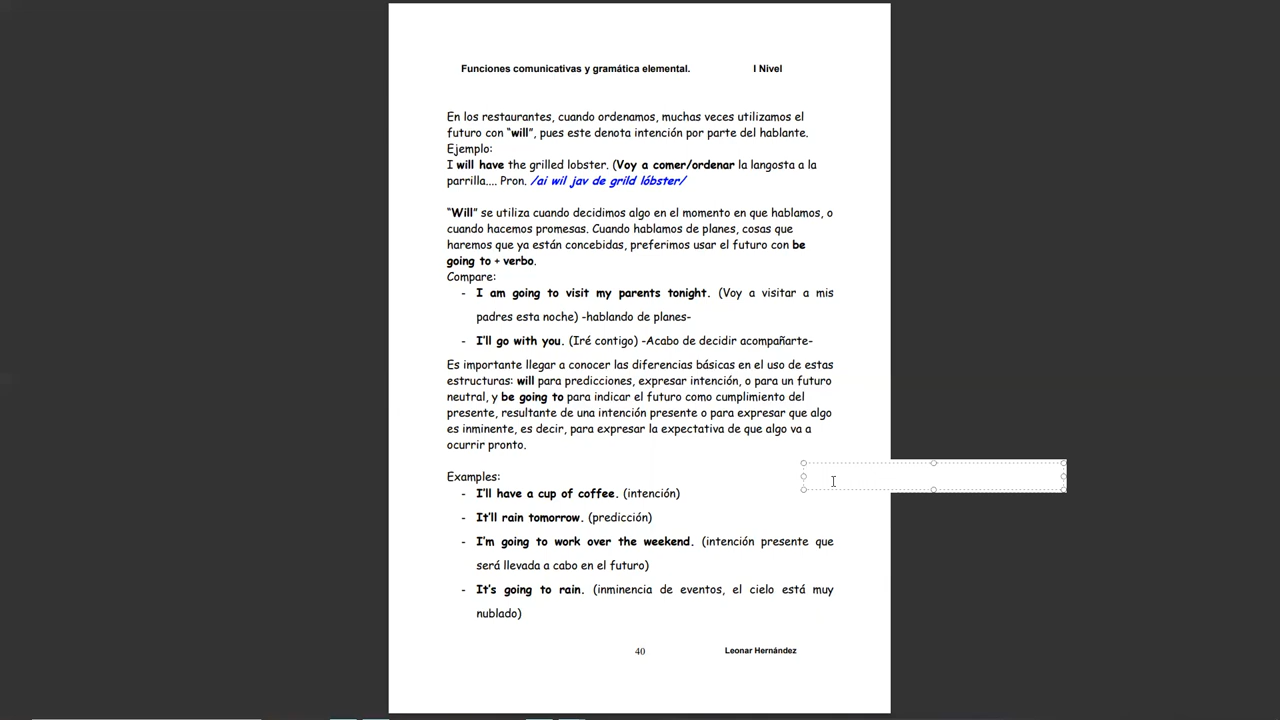 Funciones comunicativas y gramática elemental. I Nivel
En los restaurantes, cuando ordenamos, muchas veces utilizamos el
futuro con “will”, pues este denota intención por parte del hablante.
Ejemplo:
I will have the grilled lobster. (Voy a comer/ordenar la langosta a la
parrilla.... Pron. /ai wil jav de grild lóbster/
“Will” se utiliza cuando decidimos algo en el momento en que hablamos, o
cuando hacemos promesas. Cuando hablamos de planes, cosas que
haremos que ya están concebidas, preferimos usar el futuro con be
going to + verbo.
Compare:
- I am going to visit my parents tonight. (Voy a visitar a mis
padres esta noche) -hablando de planes-
- I’ll go with you. (Iré contigo) -Acabo de decidir acompañarte-
Es importante llegar a conocer las diferencias básicas en el uso de estas
estructuras: will para predicciones, expresar intención, o para un futuro
neutral, y be going to para indicar el futuro como cumplimiento del
presente, resultante de una intención presente o para expresar que algo
es inminente, es decir, para expresar la expectativa de que algo va a
ocurrir pronto.
Examples:
- I’ll have a cup of coffee. (intención)
- It’ll rain tomorrow. (predicción)
- I’m going to work over the weekend. (intención presente que
será llevada a cabo en el futuro)
- It’s going to rain. (inminencia de eventos, el cielo está muy
nublado)
40 Leonar Hernández